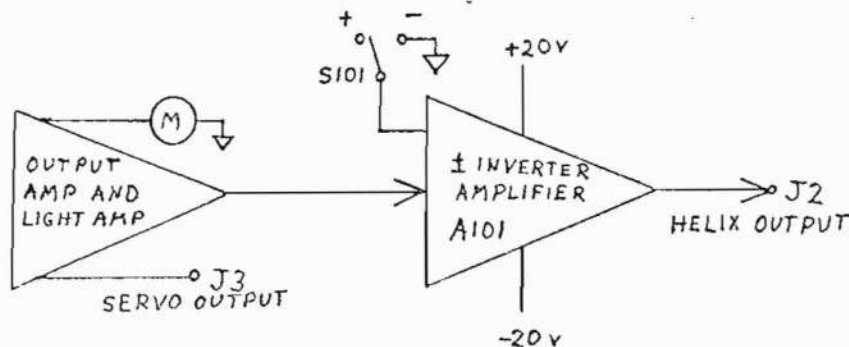 + -
S101
+20V
M
OUTPUT
AMP AND
LIGHT AMP
± INVERTER
AMPLIFIER
A101
J2
HELIX OUTPUT
J3
SERVO OUTPUT
-20V